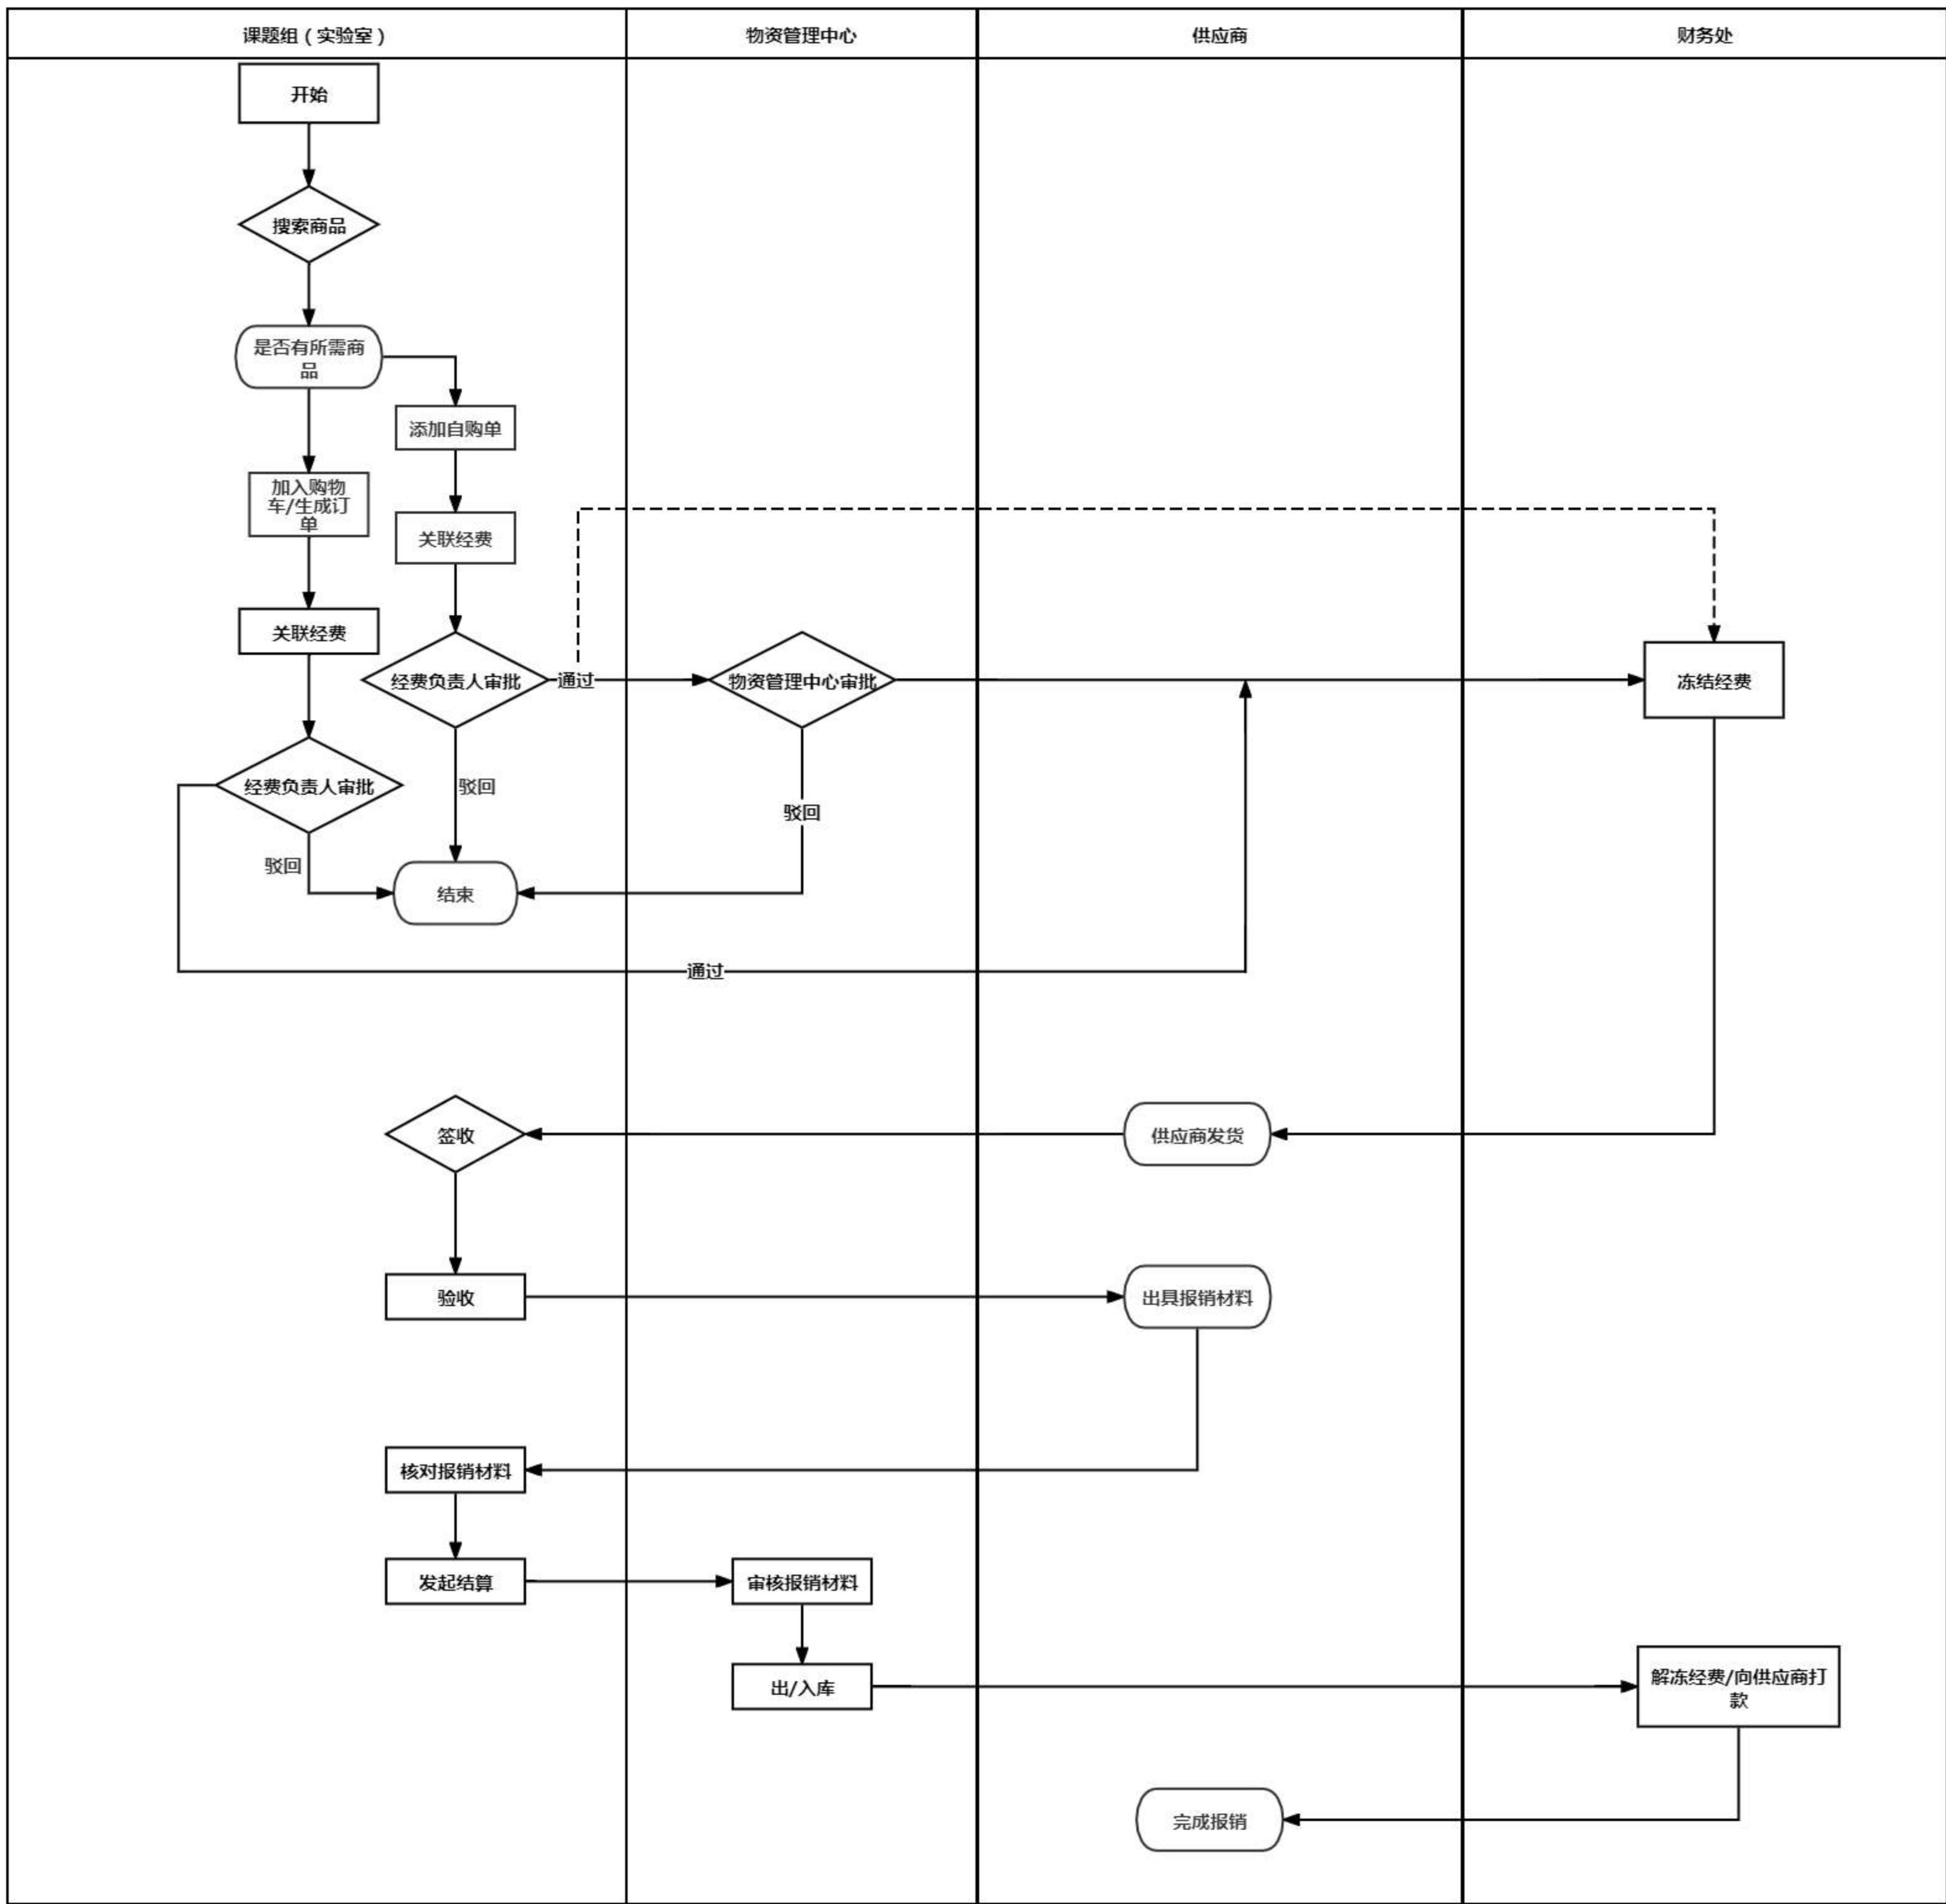 课题组（实验室）
物资管理中心
供应商
财务处
开始
搜索商品
是否有所需商
品
添加自购单
加入购物
车/生成订
单
关联经费
关联经费
经费负责人审批
通过
物资管理中心审批
冻结经费
经费负责人审批
驳回
驳回
驳回
结束
通过
签收
供应商发货
验收
出具报销材料
核对报销材料
发起结算
审核报销材料
出/入库
解冻经费/向供应商打
款
完成报销